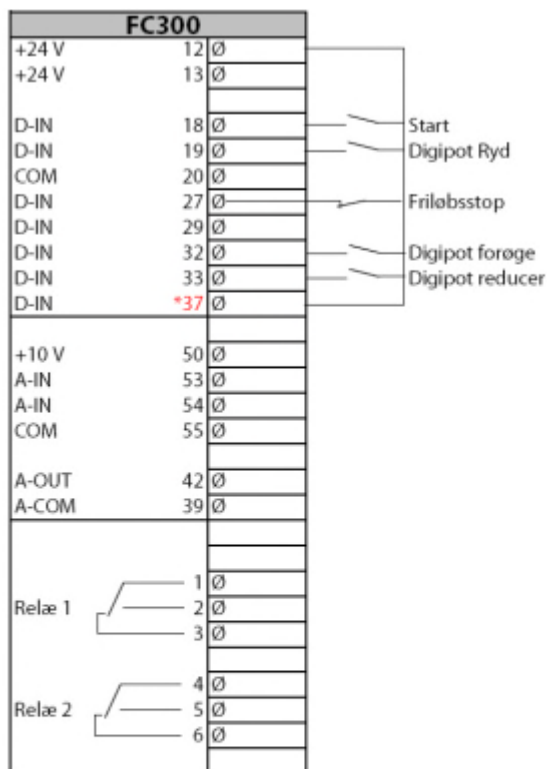 FC300
+24 V 12 Ø
+24 V 13 Ø
D-IN 18 Ø Start
D-IN 19 Ø Digipot Ryd
COM 20 Ø
D-IN 27 Ø Friløbsstop
D-IN 29 Ø
D-IN 32 Ø Digipot forøge
D-IN 33 Ø Digipot reducer
D-IN *37 Ø
+10 V 50 Ø
A-IN 53 Ø
A-IN 54 Ø
COM 55 Ø
A-OUT 42 Ø
A-COM 39 Ø
1 Ø
Relæ 1 2 Ø
3 Ø
4 Ø
Relæ 2 5 Ø
6 Ø